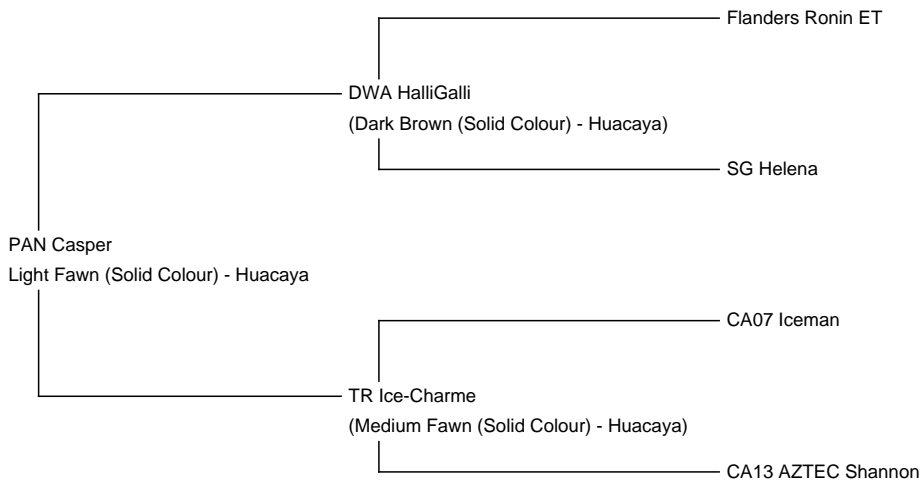 Flanders Ronin ET
DWA HalliGalli
(Dark Brown (Solid Colour) - Huacaya)
SG Helena
PAN Casper
Light Fawn (Solid Colour) - Huacaya
CA07 Iceman
TR Ice-Charme
(Medium Fawn (Solid Colour) - Huacaya)
CA13 AZTEC Shannon